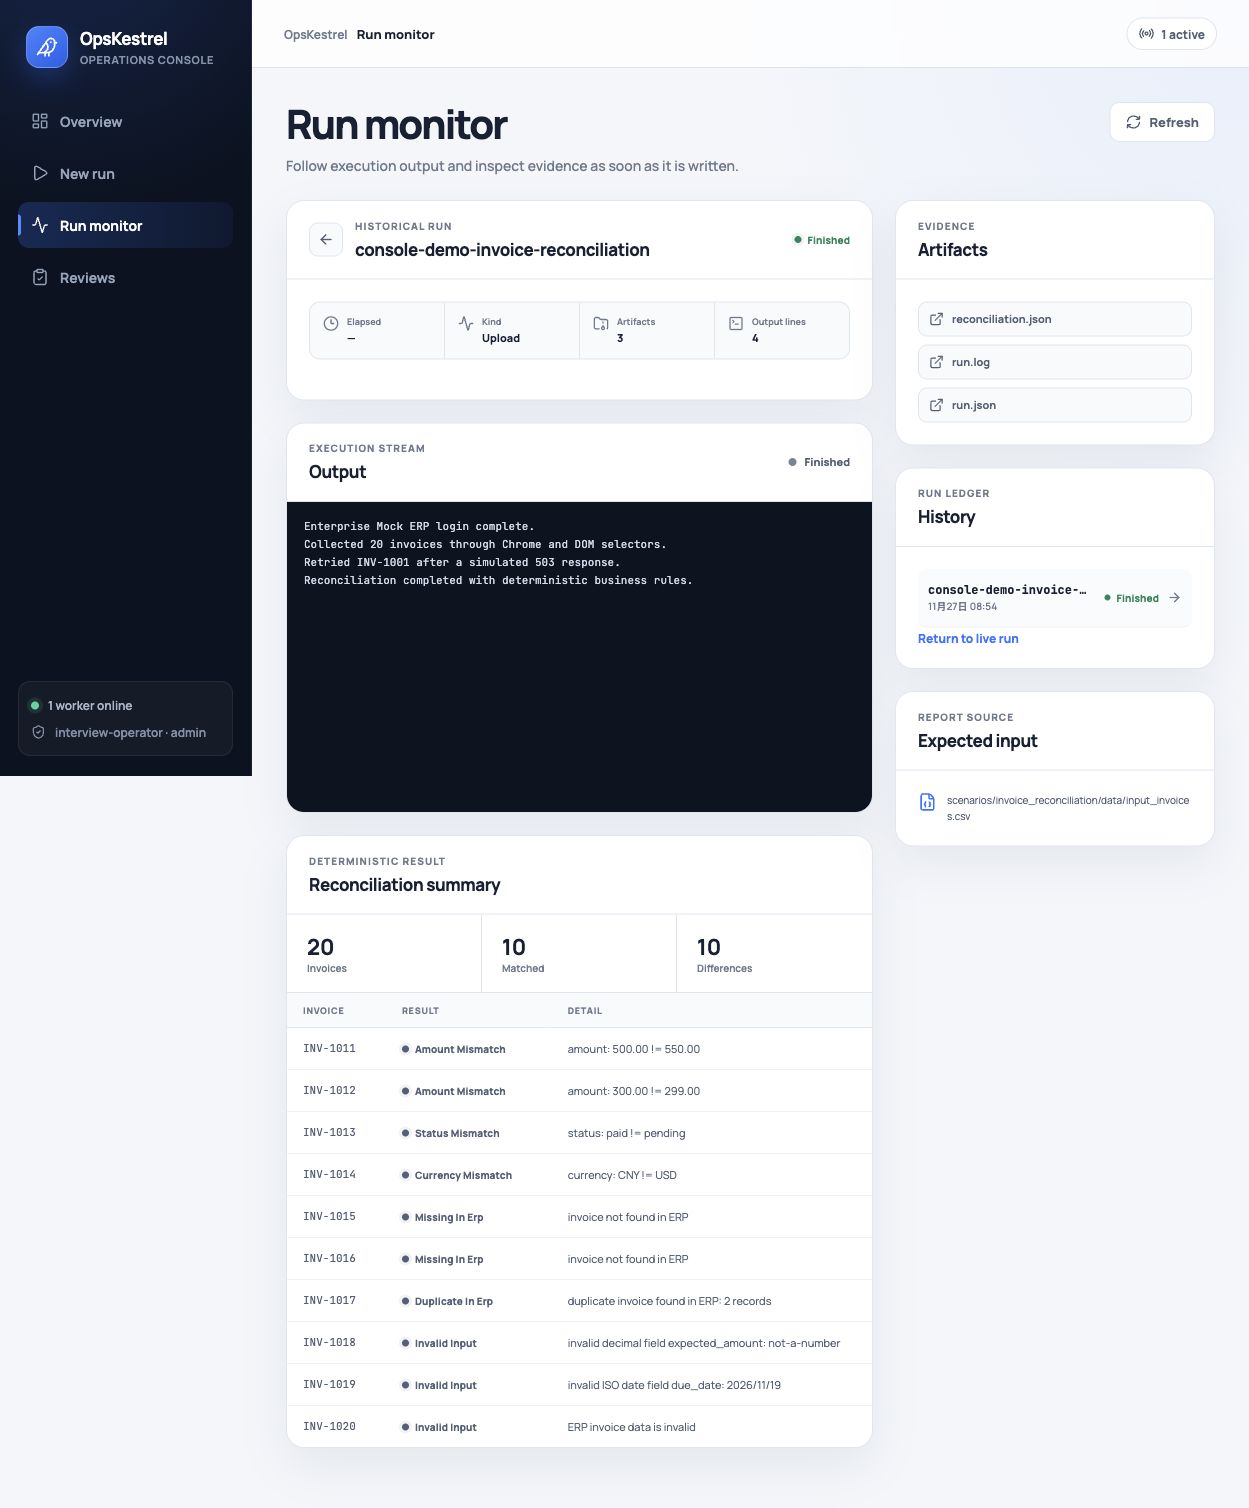 OpsKestrel
OPERATIONS CONSOLE
Overview
New run
Run monitor
Reviews
1 worker online
interview-operator · admin
OpsKestrel Run monitor
1 active
Run monitor
Refresh
Follow execution output and inspect evidence as soon as it is written.
HISTORICAL RUN
console-demo-invoice-reconciliation
Finished
Elapsed
—
Kind
Upload
Artifacts
3
Output lines
4
EXECUTION STREAM
Output
Finished
Enterprise Mock ERP login complete.
Collected 20 invoices through Chrome and DOM selectors.
Retried INV-1001 after a simulated 503 response.
Reconciliation completed with deterministic business rules.
DETERMINISTIC RESULT
Reconciliation summary
20
Invoices
10
Matched
10
Differences
INVOICE RESULT DETAIL
INV-1011 Amount Mismatch amount: 500.00 != 550.00
INV-1012 Amount Mismatch amount: 300.00 != 299.00
INV-1013 Status Mismatch status: paid != pending
INV-1014 Currency Mismatch currency: CNY != USD
INV-1015 Missing In Erp invoice not found in ERP
INV-1016 Missing In Erp invoice not found in ERP
INV-1017 Duplicate In Erp duplicate invoice found in ERP: 2 records
INV-1018 Invalid Input invalid decimal field expected_amount: not-a-number
INV-1019 Invalid Input invalid ISO date field due_date: 2026/11/19
INV-1020 Invalid Input ERP invoice data is invalid
EVIDENCE
Artifacts
reconciliation.json
run.log
run.json
RUN LEDGER
History
console-demo-invoice-…
11月27日 08:54
Finished
Return to live run
REPORT SOURCE
Expected input
scenarios/invoice_reconciliation/data/input_invoice
s.csv